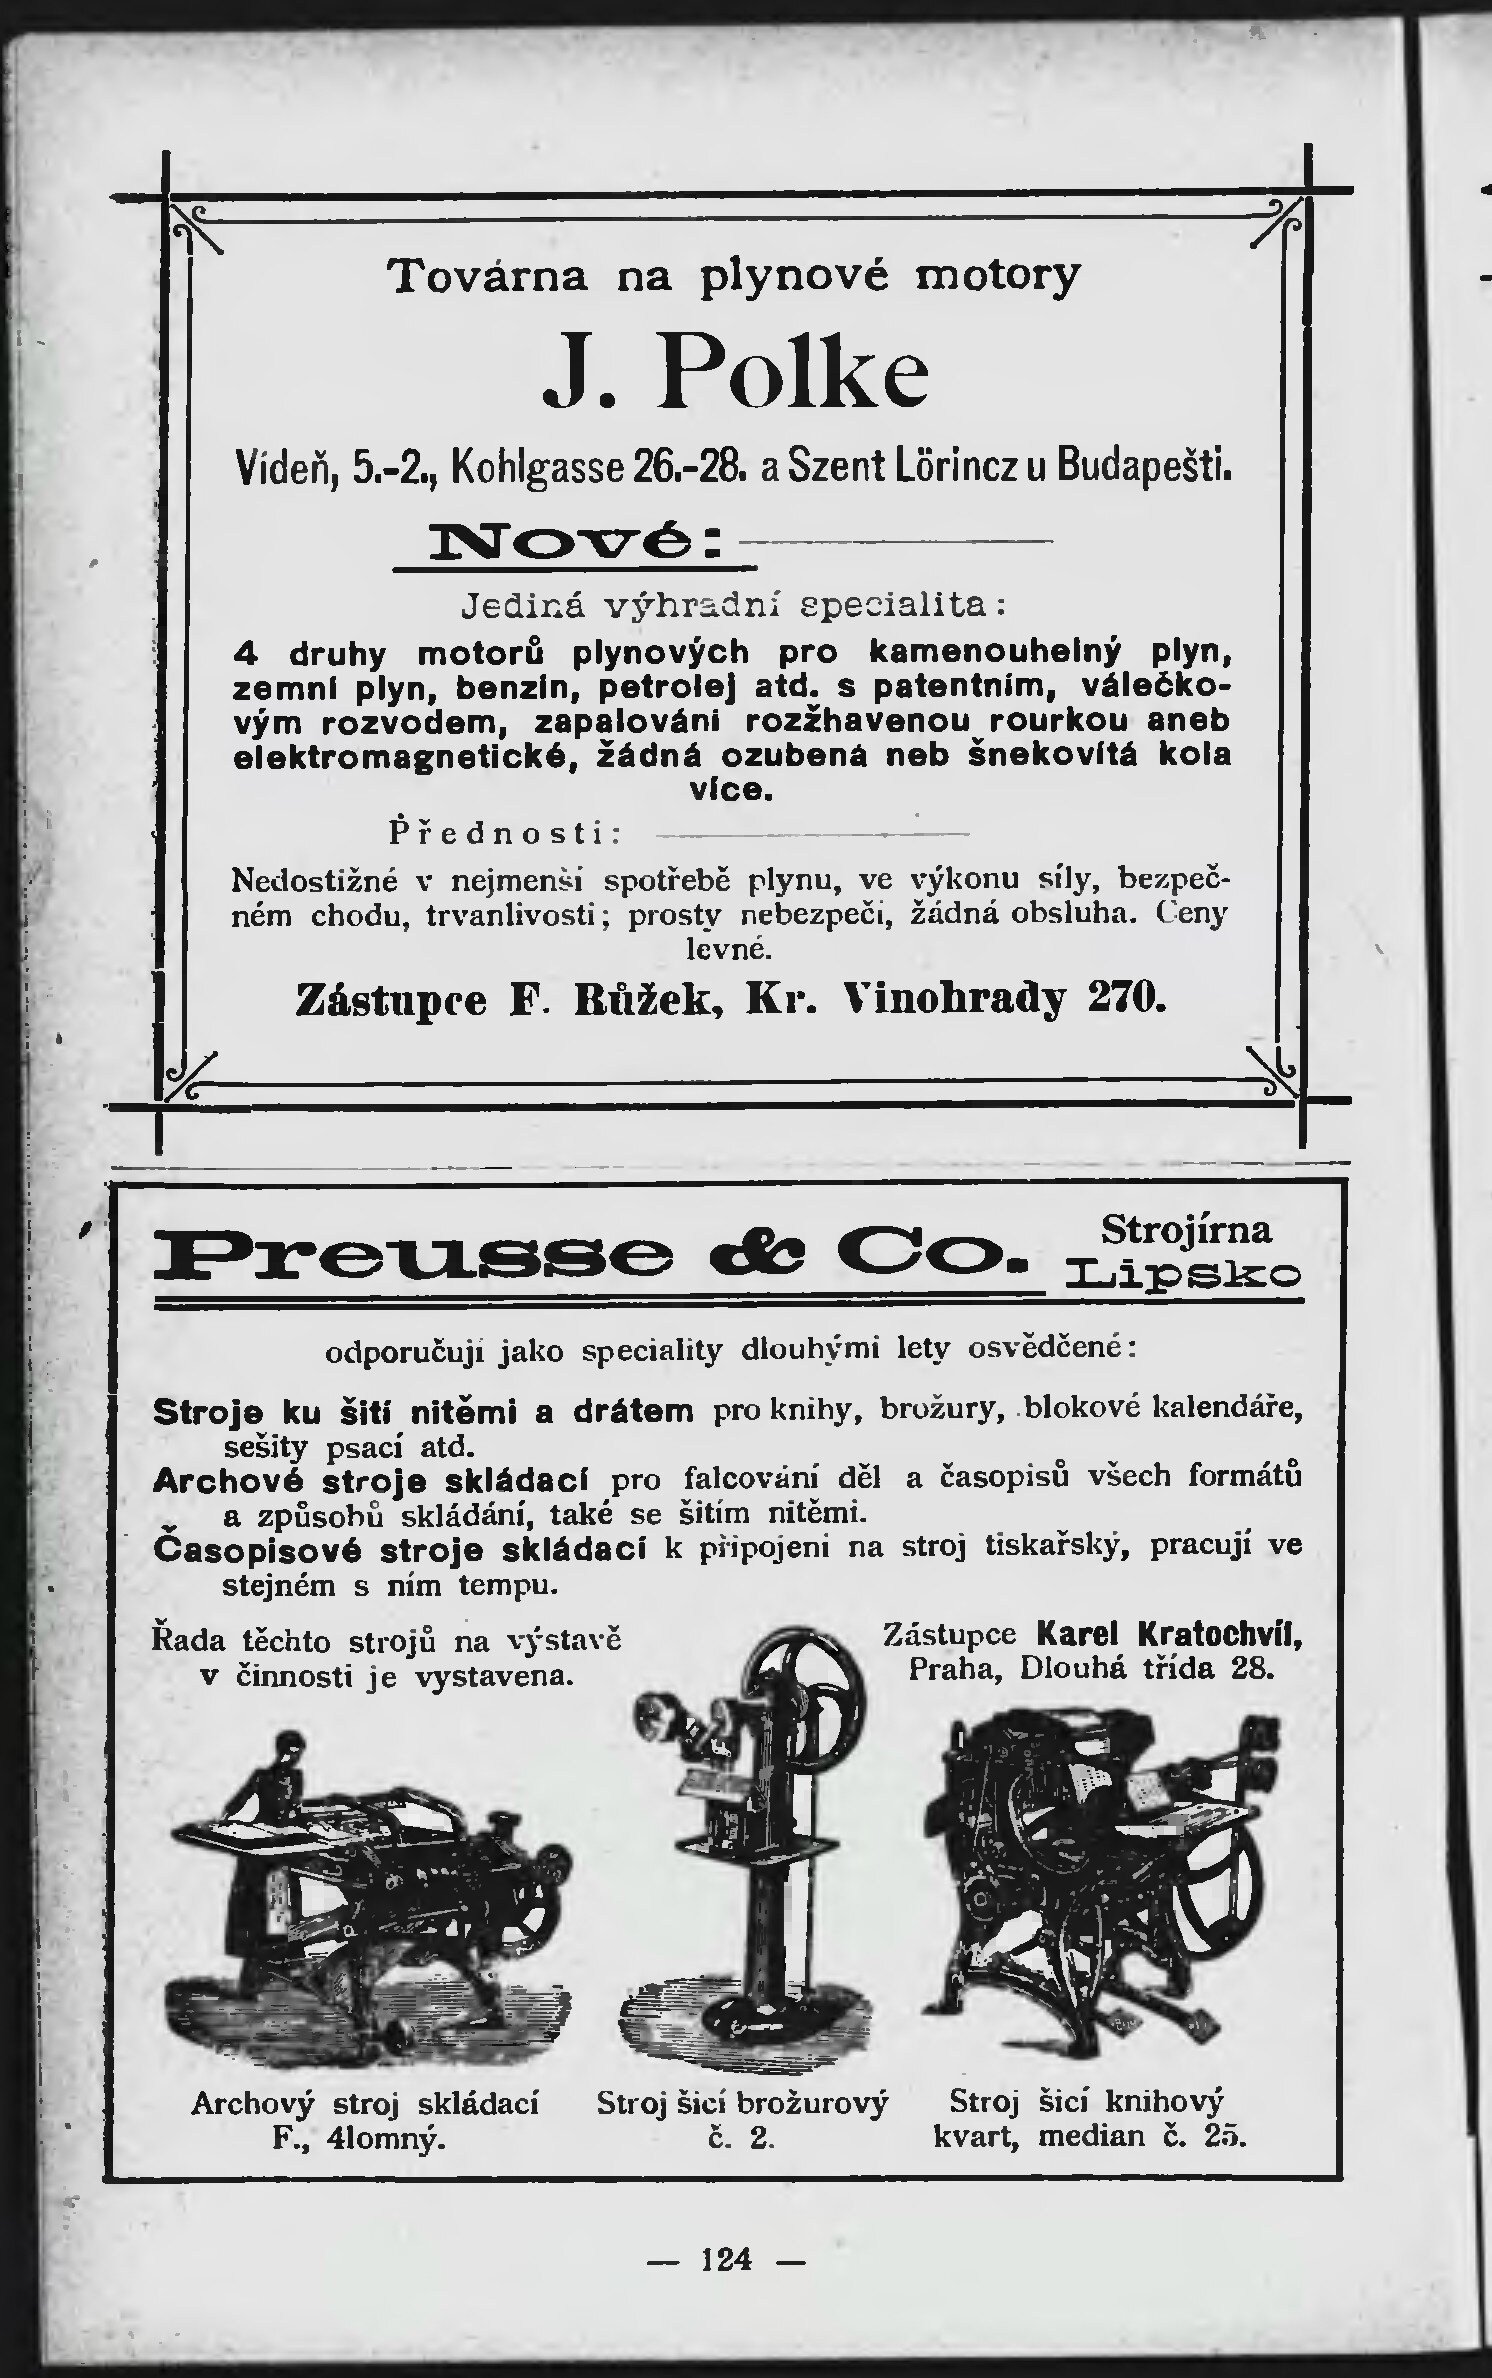 Továrna na plynové motory
J. Polke
Vídeň, 5.-2., Kohlgasse 26.-28. a Szent Lörincz u Budapešti.
Nové:
Jediná výhradní specialita:
4 druhy motorů plynových pro kamenouhelný plyn,
zemní plyn, benzin, petrolej atd. s patentním, válečko-
vým rozvodem, zapalování rozžhavenou rourkou aneb
elektromagnetické, žádná ozubená neb šnekovitá kola
více.
Přednosti:
Nedostižné v nejmenší spotřebě plynu, ve výkonu síly, bezpeč-
ném chodu, trvanlivosti; prosty nebezpečí, žádná obsluha. Ceny
levné.
Zástupce F. Růžek, Kr. Vinohrady 270.
Preusse & Co. Strojírna
Lipsko
odporučují jako speciality dlouhými lety osvědčené:
Stroje ku šití nitěmi a drátem pro knihy, brožury, blokové kalendáře,
sešity psací atd.
Archové stroje skládací pro falcování děl a časopisů všech formátů
a způsobů skládání, také se šitím nitěmi.
Časopisové stroje skládací k připojení na stroj tiskařský, pracují ve
stejném s ním tempu.
Řada těchto strojů na výstavě
v činnosti je vystavena.
Zástupce Karel Kratochvíl,
Praha, Dlouhá třída 28.
Archový stroj skládací
F., 4lomný.
Stroj šicí brožurový
č. 2.
Stroj šicí knihový
kvart, median č. 25.
— 124 —